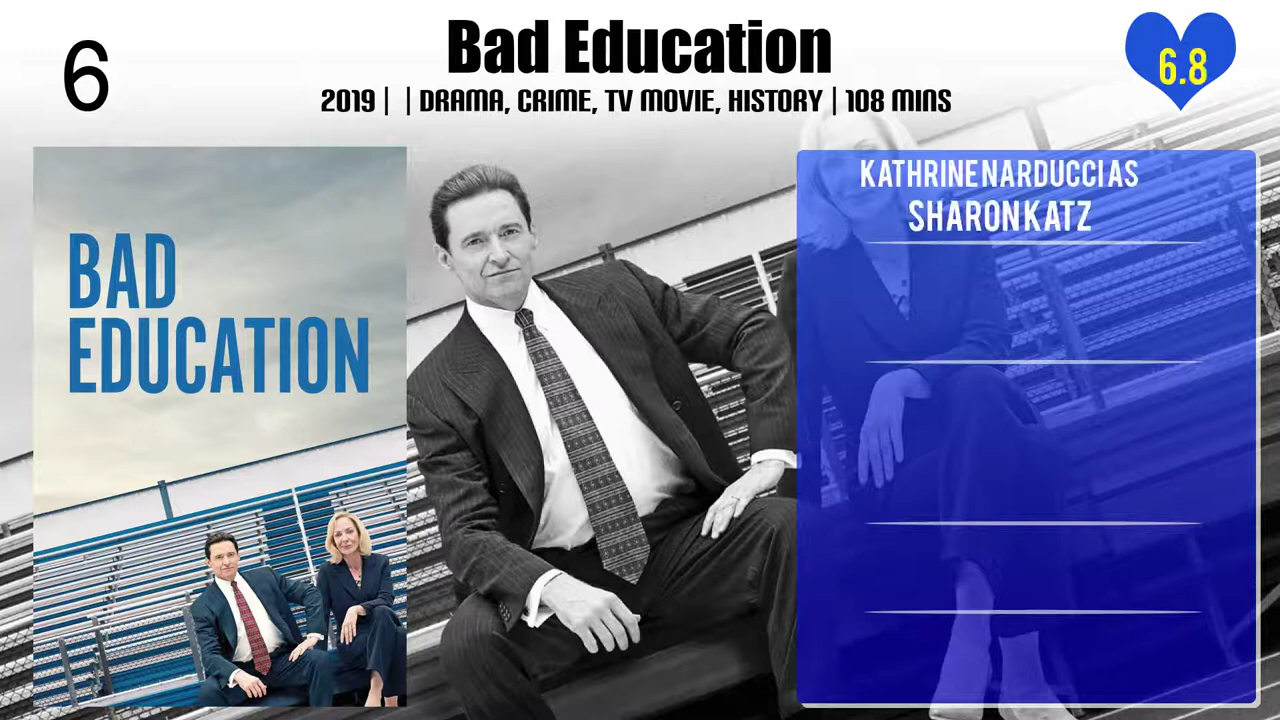 6
Bad Education
6.8
2019 | | DRAMA, CRIME, TV MOVIE, HISTORY | 108 MINS
BAD
EDUCATION
KATHRINE NARDUCCI AS
SHARON KATZ